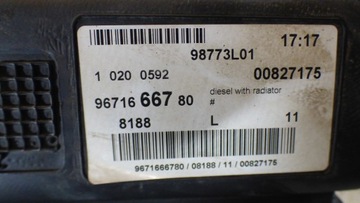 98773L01 17:17
1 020 0592 00827175
diesel with radiator
96716 667 80 #
8188 L 11
9671666780 / 08188 / 11 / 00827175